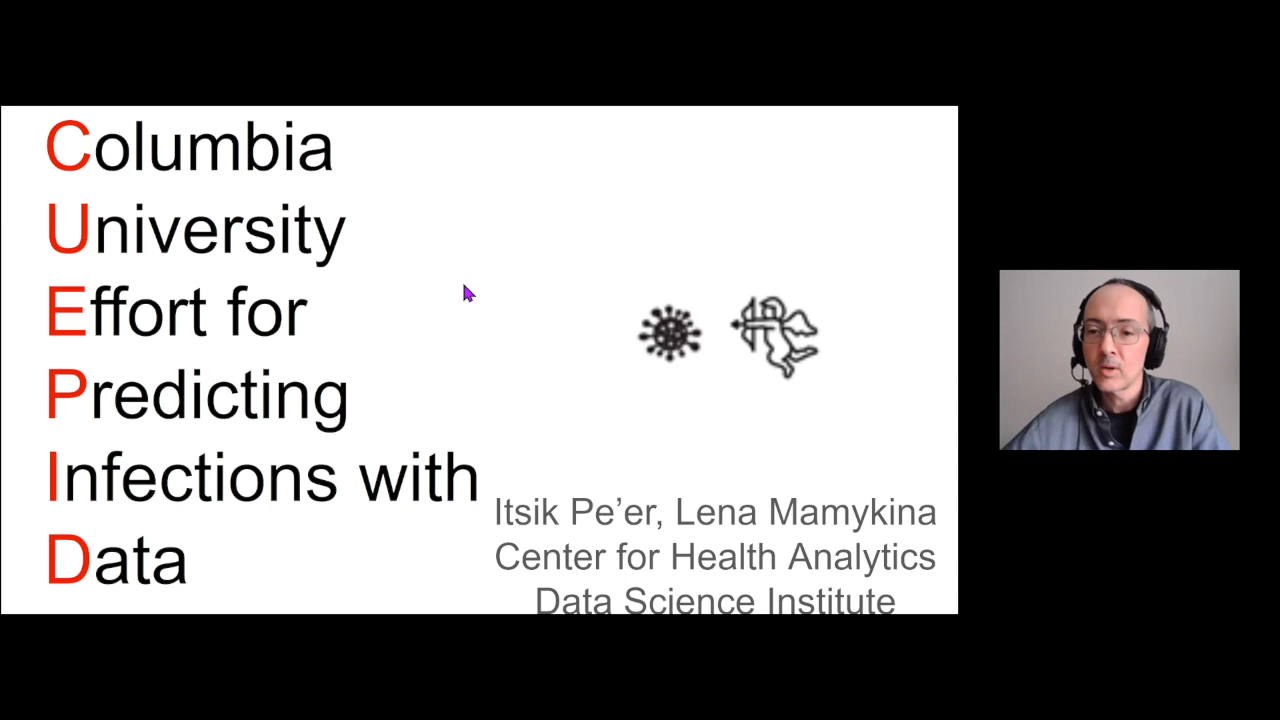 Columbia
University
Effort for
Predicting
Infections with
Data
Itsik Pe’er, Lena Mamykina
Center for Health Analytics
Data Science Institute